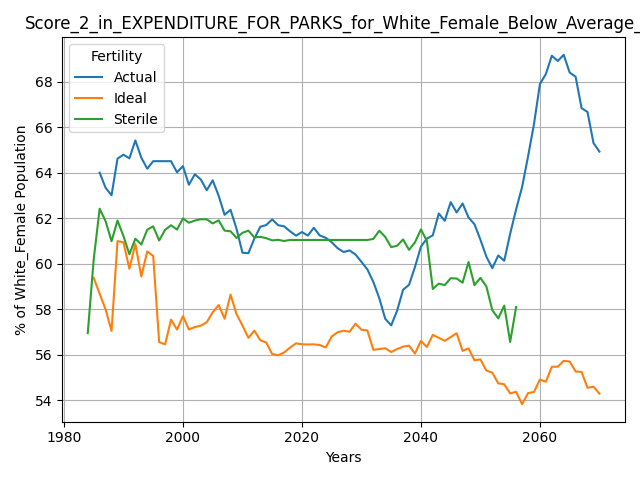 Score_2_in_EXPENDITURE_FOR_PARKS_for_White_Female_Below_Average_
Fertility
Actual
Ideal
Sterile
% of White_Female Population
68
66
64
62
60
58
56
54
1980
2000
2020
2040
2060
Years